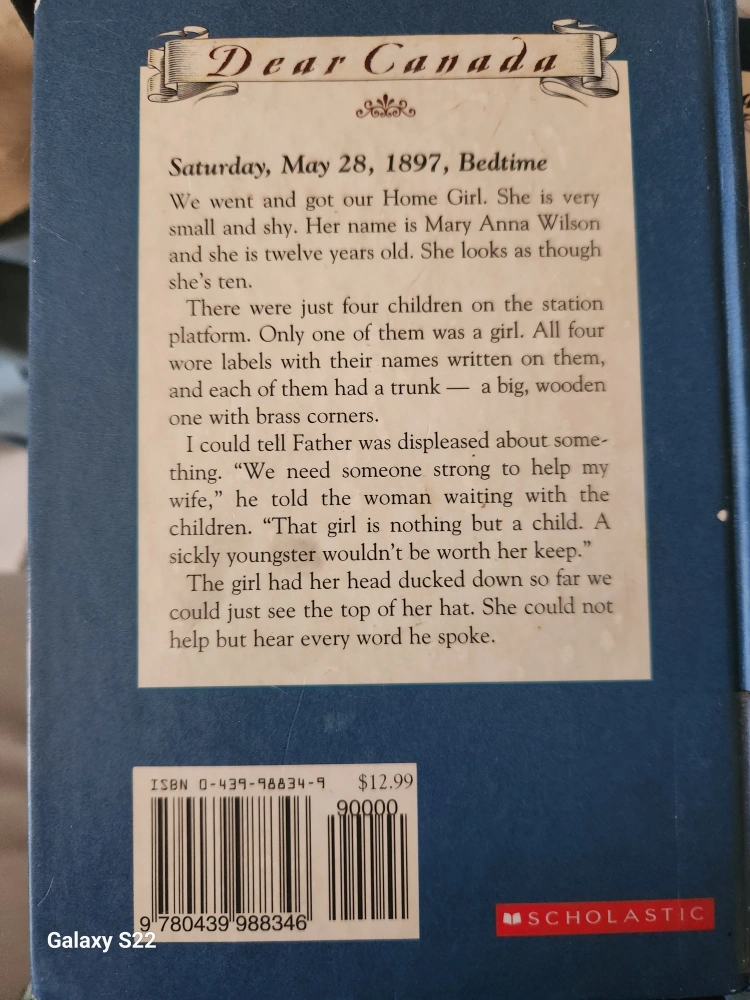 Dear Canada
Saturday, May 28, 1897, Bedtime
We went and got our Home Girl. She is very
small and shy. Her name is Mary Anna Wilson
and she is twelve years old. She looks as though
she's ten.
There were just four children on the station
platform. Only one of them was a girl. All four
wore labels with their names written on them,
and each of them had a trunk — a big, wooden
one with brass corners.
I could tell Father was displeased about some-
thing. “We need someone strong to help my
wife,” he told the woman waiting with the
children. “That girl is nothing but a child. A
sickly youngster wouldn't be worth her keep.”
The girl had her head ducked down so far we
could just see the top of her hat. She could not
help but hear every word he spoke.
ISBN 0-439-98834-9 $12.99
90000
9 780439 988346
SCHOLASTIC
Galaxy S22